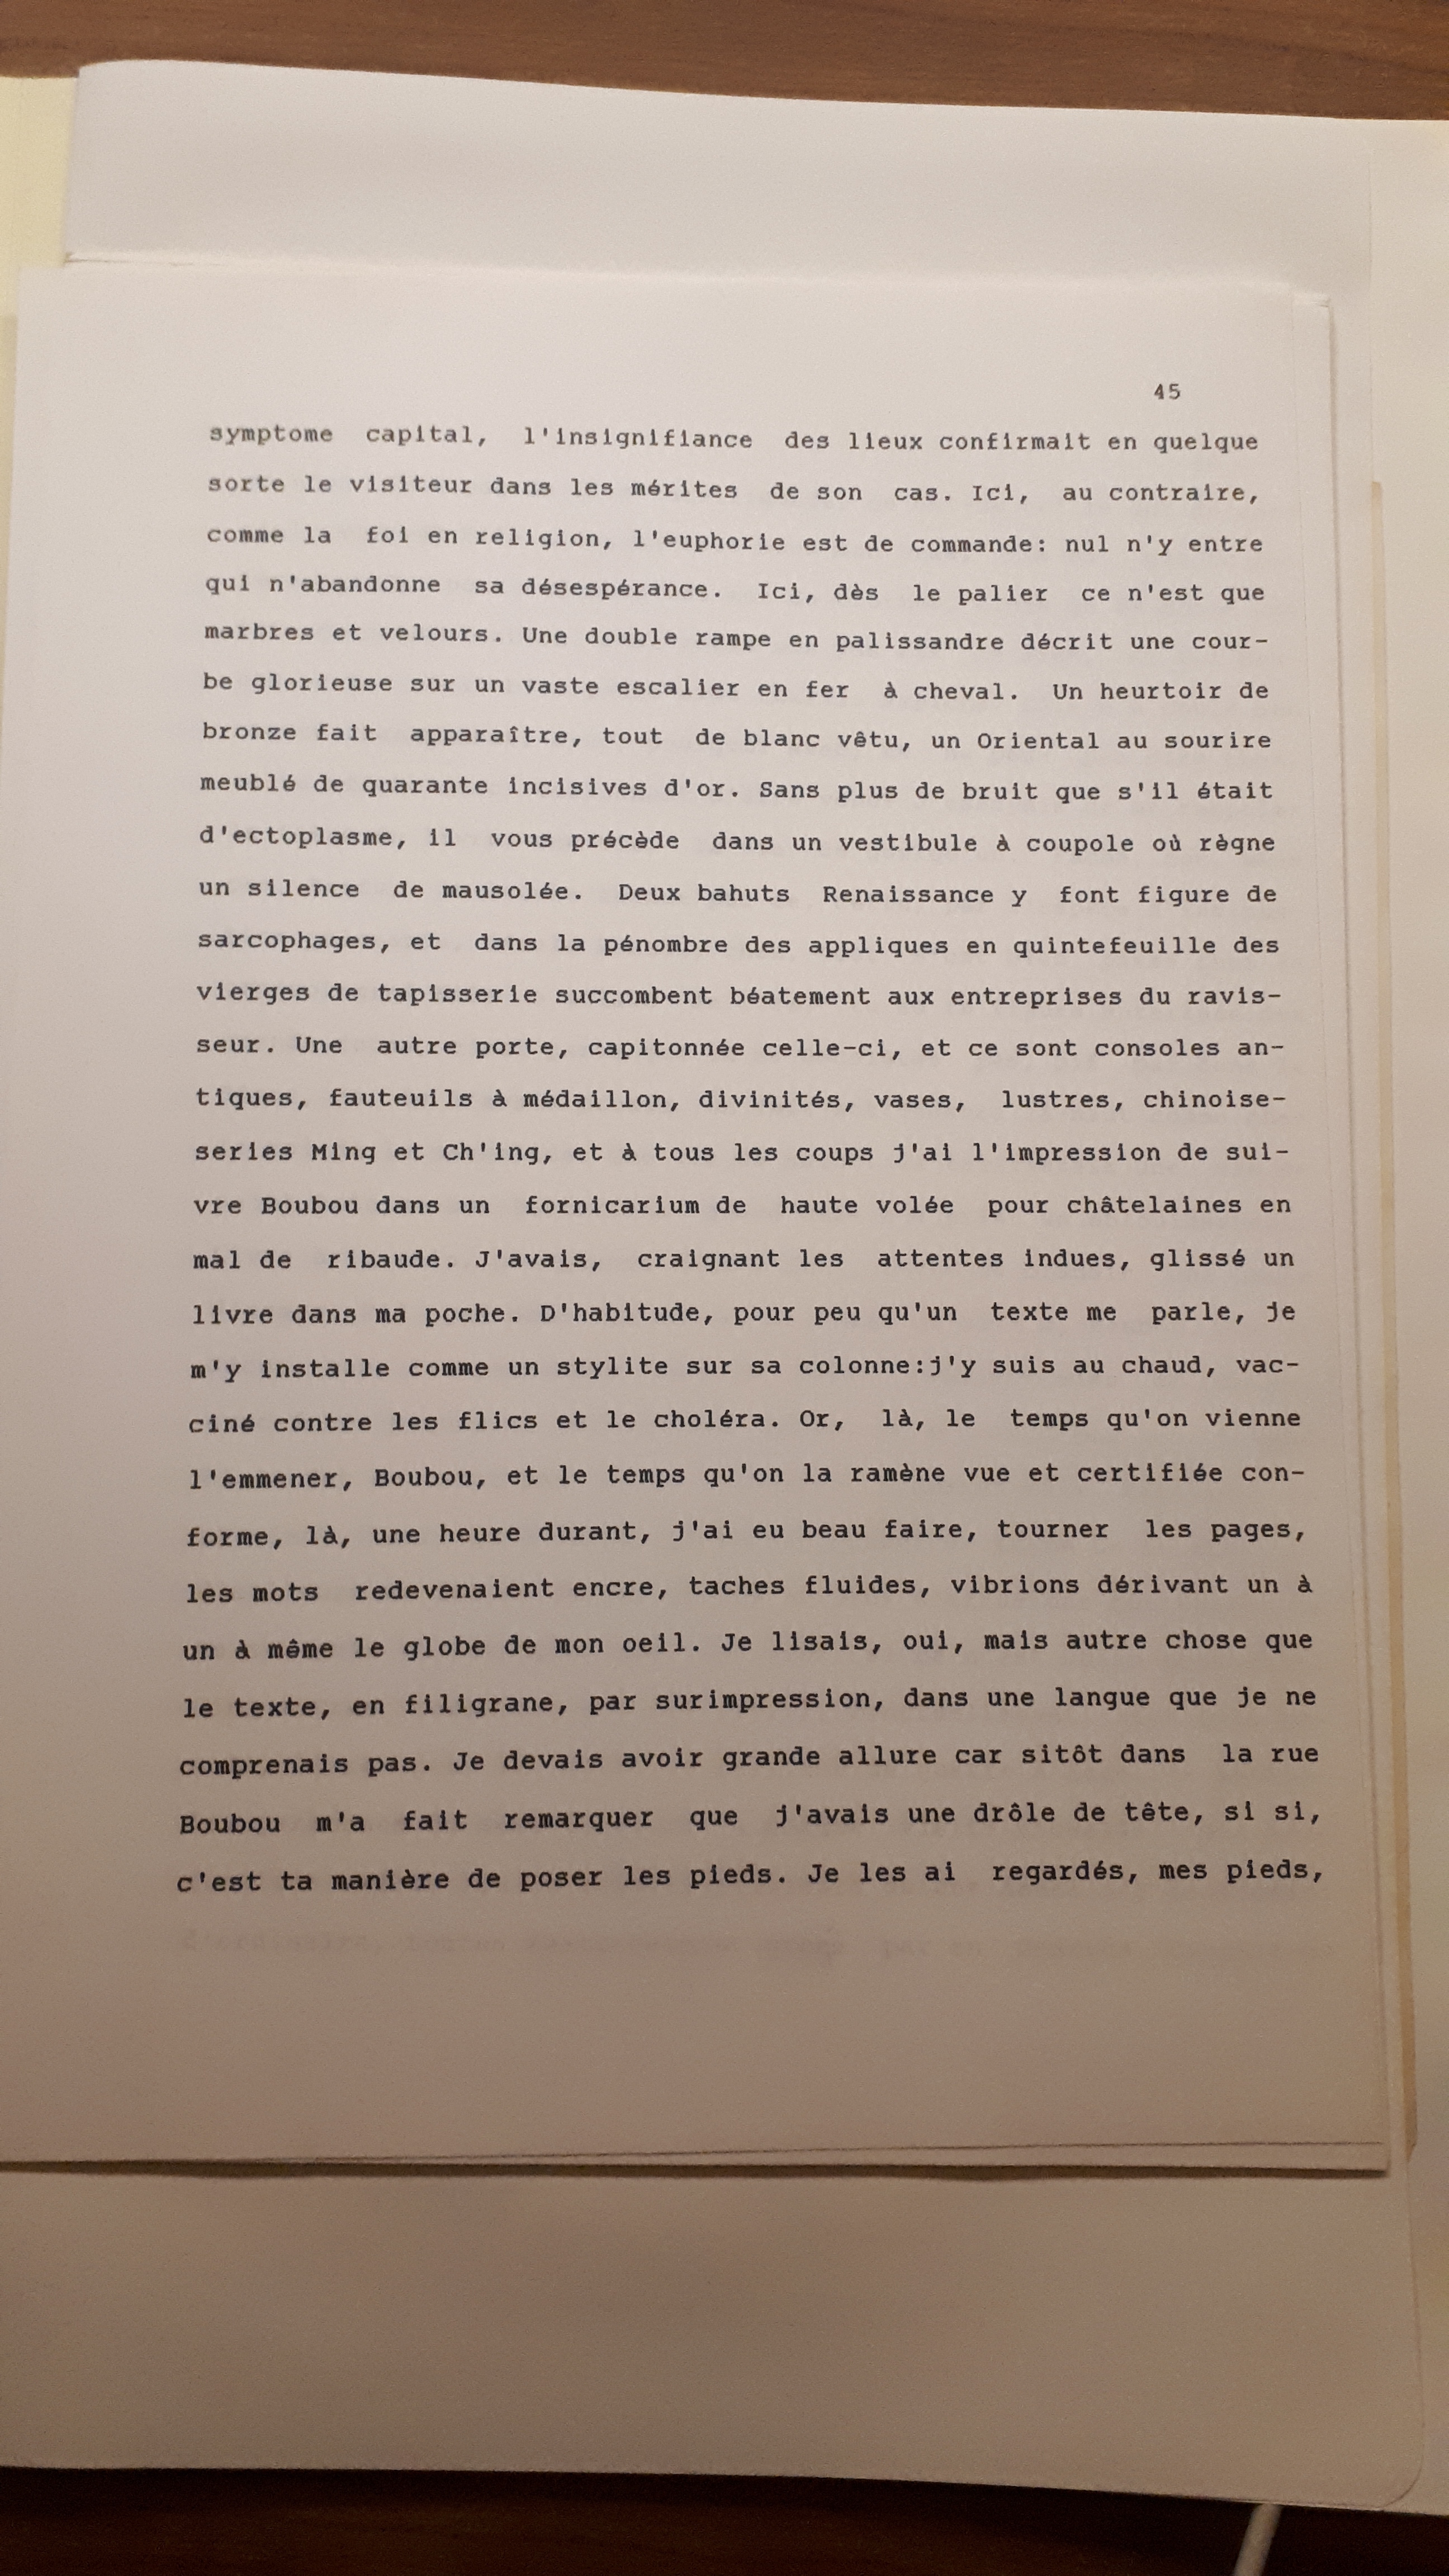 45
symptome capital, l'insignifiance des lieux confirmait en quelque
sorte le visiteur dans les mérites de son cas. Ici, au contraire,
comme la foi en religion, l'euphorie est de commande: nul n'y entre
qui n'abandonne sa désespérance. Ici, dès le palier ce n'est que
marbres et velours. Une double rampe en palissandre décrit une cour-
be glorieuse sur un vaste escalier en fer à cheval. Un heurtoir de
bronze fait apparaître, tout de blanc vêtu, un Oriental au sourire
meublé de quarante incisives d'or. Sans plus de bruit que s'il était
d'ectoplasme, il vous précède dans un vestibule à coupole où règne
un silence de mausolée. Deux bahuts Renaissance y font figure de
sarcophages, et dans la pénombre des appliques en quintefeuille des
vierges de tapisserie succombent béatement aux entreprises du ravis-
seur. Une autre porte, capitonnée celle-ci, et ce sont consoles an-
tiques, fauteuils à médaillon, divinités, vases, lustres, chinoise-
series Ming et Ch'ing, et à tous les coups j'ai l'impression de sui-
vre Boubou dans un fornicarium de haute volée pour châtelaines en
mal de ribaude. J'avais, craignant les attentes indues, glissé un
livre dans ma poche. D'habitude, pour peu qu'un texte me parle, je
m'y installe comme un stylite sur sa colonne:j'y suis au chaud, vac-
ciné contre les flics et le choléra. Or, là, le temps qu'on vienne
l'emmener, Boubou, et le temps qu'on la ramène vue et certifiée con-
forme, là, une heure durant, j'ai eu beau faire, tourner les pages,
les mots redevenaient encre, taches fluides, vibrions dérivant un à
un à même le globe de mon oeil. Je lisais, oui, mais autre chose que
le texte, en filigrane, par surimpression, dans une langue que je ne
comprenais pas. Je devais avoir grande allure car sitôt dans la rue
Boubou m'a fait remarquer que j'avais une drôle de tête, si si,
c'est ta manière de poser les pieds. Je les ai regardés, mes pieds,